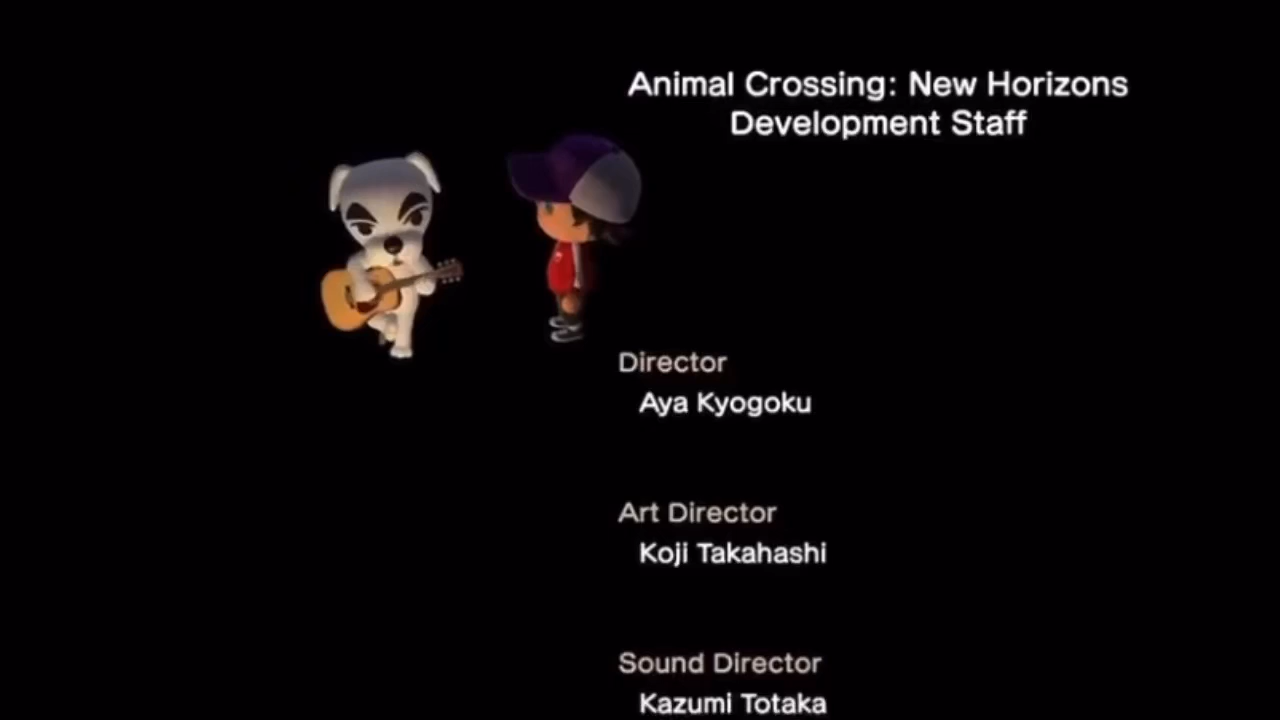 Animal Crossing: New Horizons
Development Staff
Director
Aya Kyogoku
Art Director
Koji Takahashi
Sound Director
Kazumi Totaka